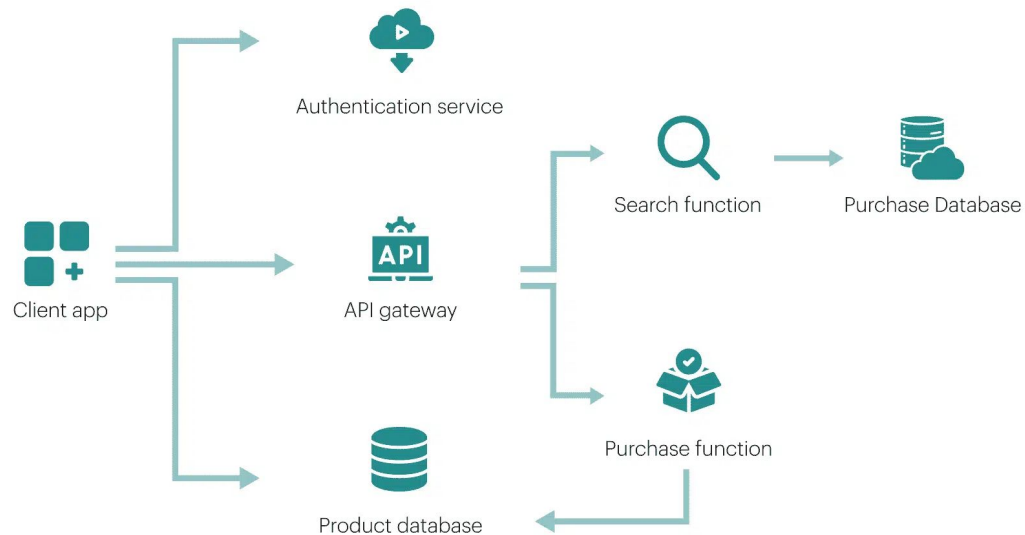 Authentication service
Search function
Purchase Database
API
Client app
API gateway
Purchase function
Product database